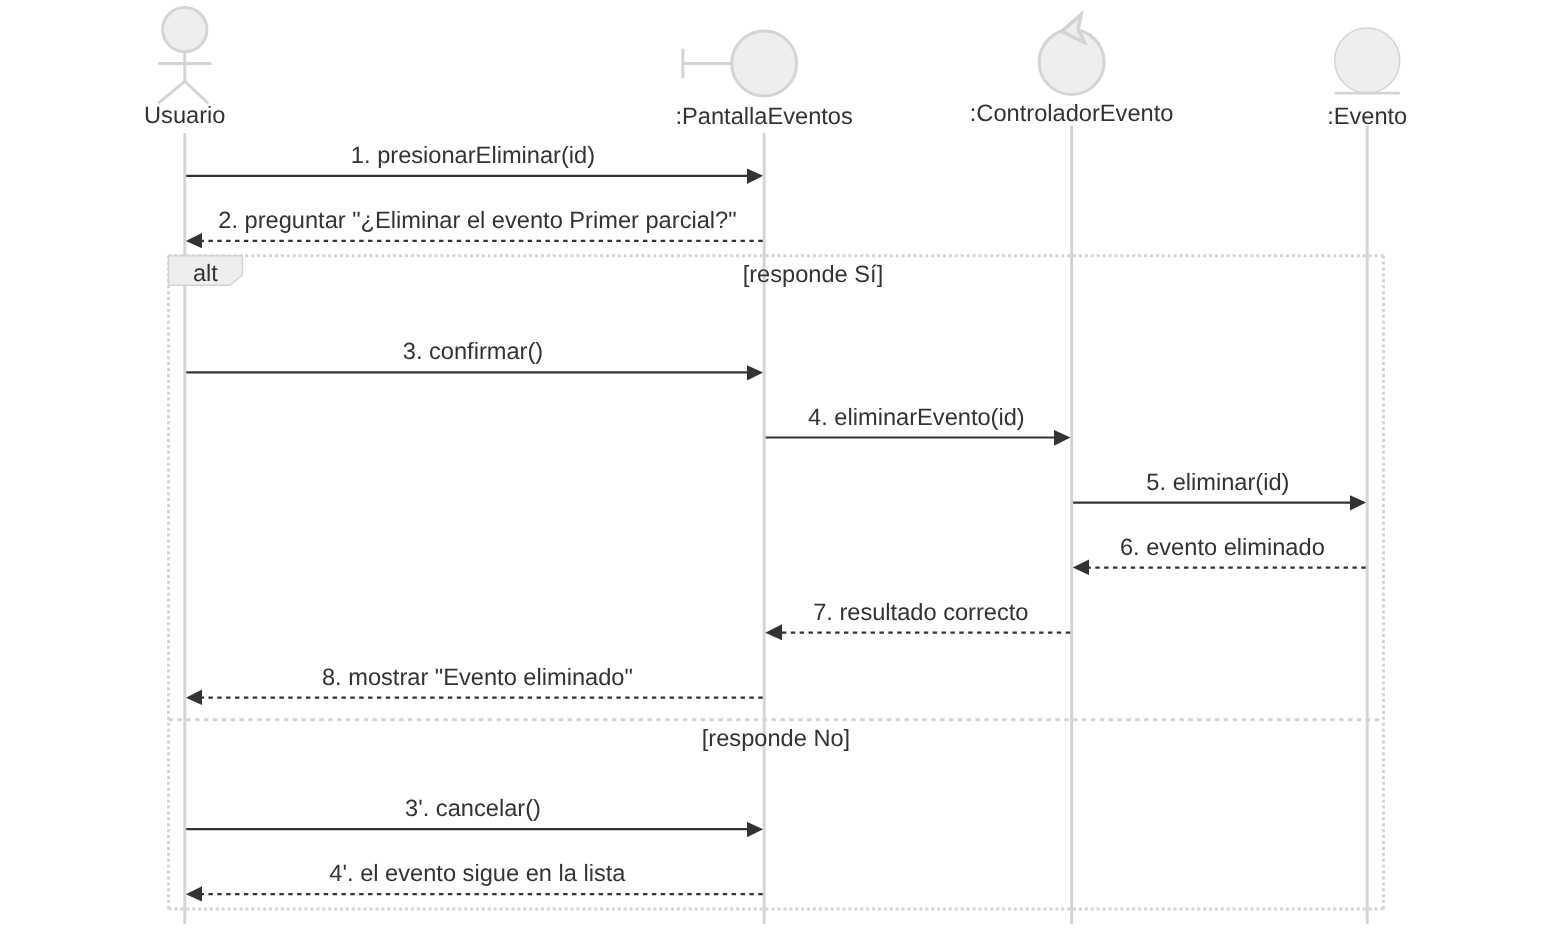 Usuario
:PantallaEventos
:ControladorEvento
:Evento
1. presionarEliminar(id)
2. preguntar "¿Eliminar el evento Primer parcial?"
alt
[responde Sí]
3. confirmar()
4. eliminarEvento(id)
5. eliminar(id)
6. evento eliminado
7. resultado correcto
8. mostrar "Evento eliminado"
[responde No]
3'. cancelar()
4'. el evento sigue en la lista